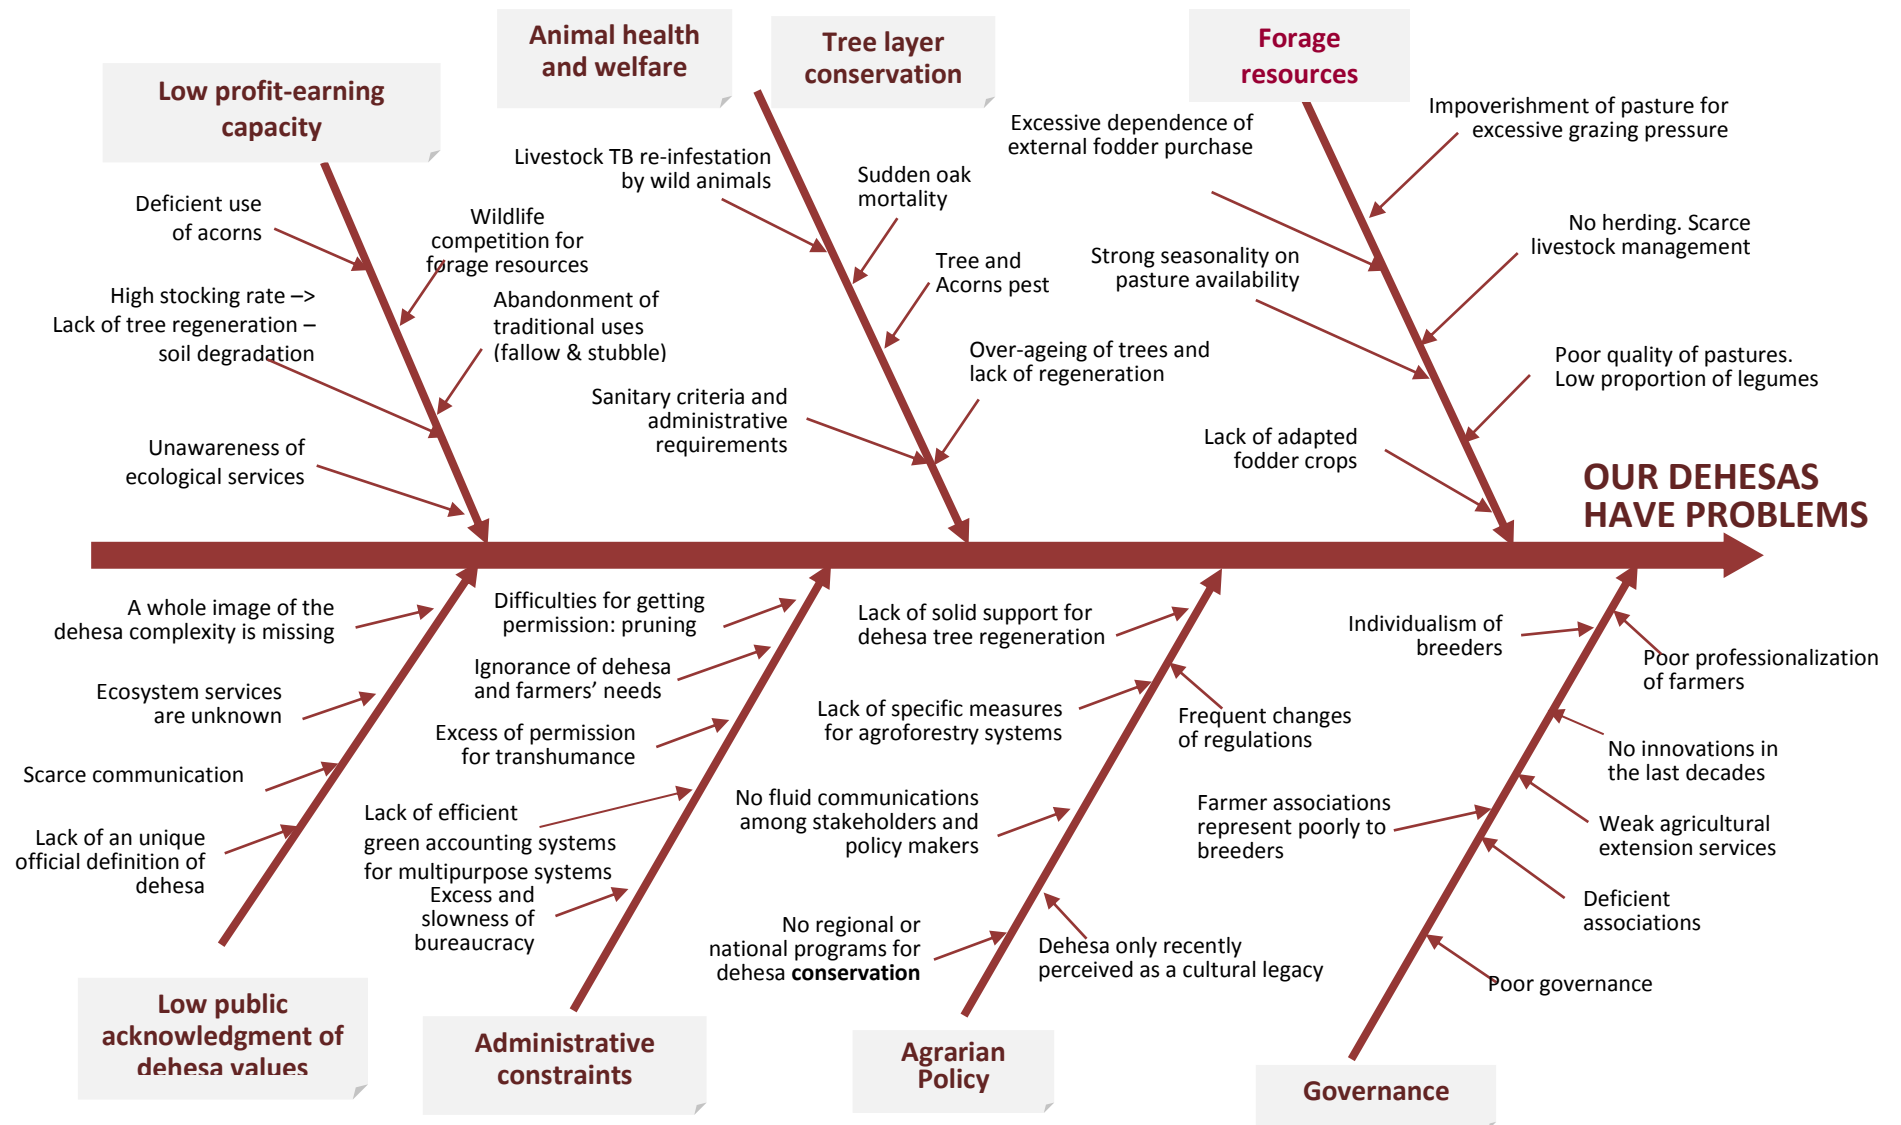 Low profit-earning
capacity
Animal health
and welfare
Tree layer
conservation
Forage
resources
Deficient use
of acorns
Wildlife
competition for
forage resources
High stocking rate –>
Lack of tree regeneration –
soil degradation
Abandonment of
traditional uses
(fallow & stubble)
Unawareness of
ecological services
Livestock TB re-infestation
by wild animals
Sudden oak
mortality
Tree and
Acorns pest
Over-ageing of trees and
lack of regeneration
Sanitary criteria and
administrative
requirements
Excessive dependence of
external fodder purchase
Impoverishment of pasture for
excessive grazing pressure
Strong seasonality on
pasture availability
No herding. Scarce
livestock management
Poor quality of pastures.
Low proportion of legumes
Lack of adapted
fodder crops
OUR DEHESAS
HAVE PROBLEMS
A whole image of the
dehesa complexity is missing
Ecosystem services
are unknown
Scarce communication
Lack of an unique
official definition of
dehesa
Difficulties for getting
permission: pruning
Ignorance of dehesa
and farmers’ needs
Excess of permission
for transhumance
Lack of efficient
green accounting systems
for multipurpose systems
Excess and
slowness of
bureaucracy
Lack of solid support for
dehesa tree regeneration
Lack of specific measures
for agroforestry systems
Frequent changes
of regulations
No fluid communications
among stakeholders and
policy makers
No regional or
national programs for
dehesa conservation
Dehesa only recently
perceived as a cultural legacy
Individualism of
breeders
Poor professionalization
of farmers
No innovations in
the last decades
Farmer associations
represent poorly to
breeders
Weak agricultural
extension services
Deficient
associations
Poor governance
Low public
acknowledgment of
dehesa values
Administrative
constraints
Agrarian
Policy
Governance